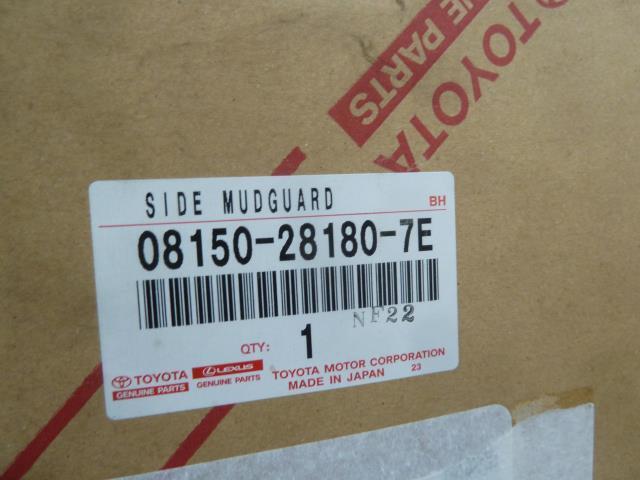 TOYOTA
NE PARTS
SIDE MUDGUARD
BH
08150-28180-7E
NF22
QTY: 1
TOYOTA
GENUINE PARTS
LEXUS
GENUINE PARTS
TOYOTA MOTOR CORPORATION
MADE IN JAPAN 23